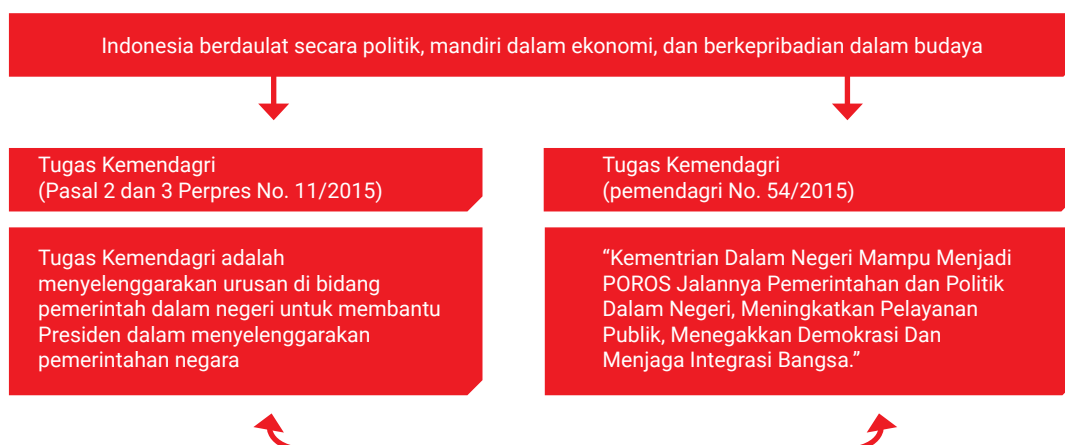 Indonesia berdaulat secara politik, mandiri dalam ekonomi, dan berkepribadian dalam budaya
Tugas Kemendagri
(Pasal 2 dan 3 Perpres No. 11/2015)
Tugas Kemendagri adalah
menyelenggarakan urusan di bidang
pemerintah dalam negeri untuk membantu
Presiden dalam menyelenggarakan
pemerintahan negara
Tugas Kemendagri
(pemendagri No. 54/2015)
“Kementrian Dalam Negeri Mampu Menjadi
POROS Jalannya Pemerintahan dan Politik
Dalam Negeri, Meningkatkan Pelayanan
Publik, Menegakkan Demokrasi Dan
Menjaga Integrasi Bangsa.”